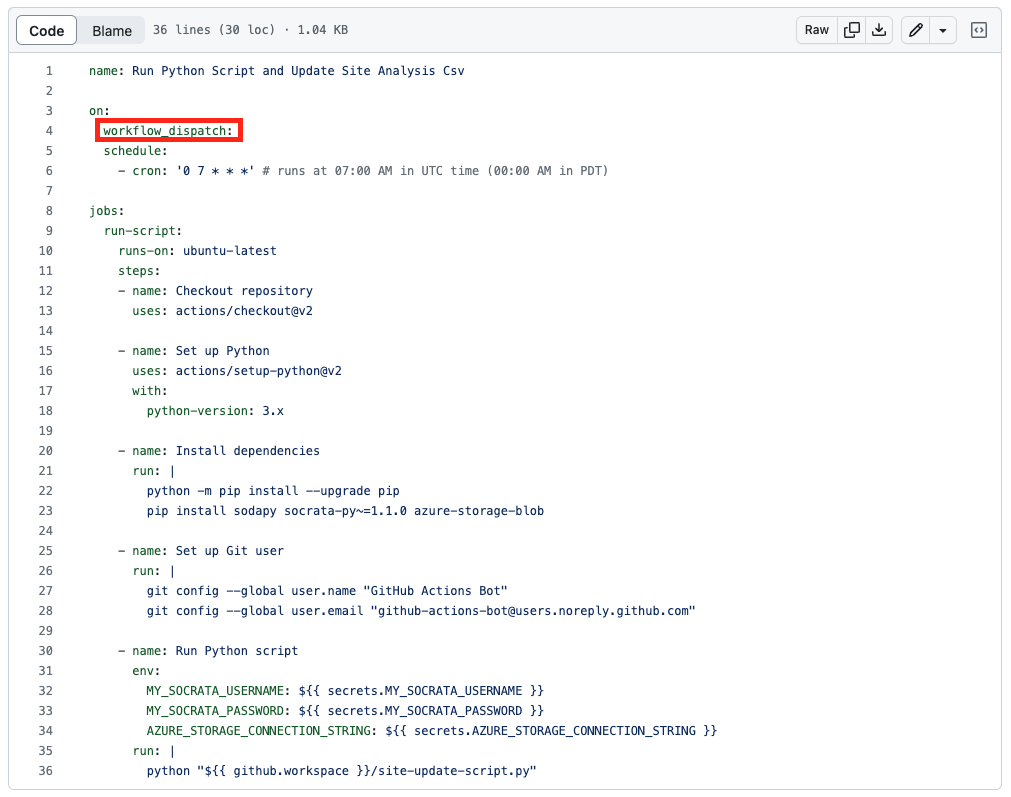 Code Blame 36 lines (30 loc) · 1.04 KB Raw
1 name: Run Python Script and Update Site Analysis Csv
2
3 on:
4   workflow_dispatch:
5   schedule:
6     - cron: '0 7 * * *' # runs at 07:00 AM in UTC time (00:00 AM in PDT)
7
8 jobs:
9   run-script:
10     runs-on: ubuntu-latest
11     steps:
12     - name: Checkout repository
13       uses: actions/checkout@v2
14
15     - name: Set up Python
16       uses: actions/setup-python@v2
17       with:
18         python-version: 3.x
19
20     - name: Install dependencies
21       run: |
22         python -m pip install --upgrade pip
23         pip install sodapy socrata-py~=1.1.0 azure-storage-blob
24
25     - name: Set up Git user
26       run: |
27         git config --global user.name "GitHub Actions Bot"
28         git config --global user.email "github-actions-bot@users.noreply.github.com"
29
30     - name: Run Python script
31       env:
32         MY_SOCRATA_USERNAME: ${{ secrets.MY_SOCRATA_USERNAME }}
33         MY_SOCRATA_PASSWORD: ${{ secrets.MY_SOCRATA_PASSWORD }}
34         AZURE_STORAGE_CONNECTION_STRING: ${{ secrets.AZURE_STORAGE_CONNECTION_STRING }}
35       run: |
36         python "${{ github.workspace }}/site-update-script.py"